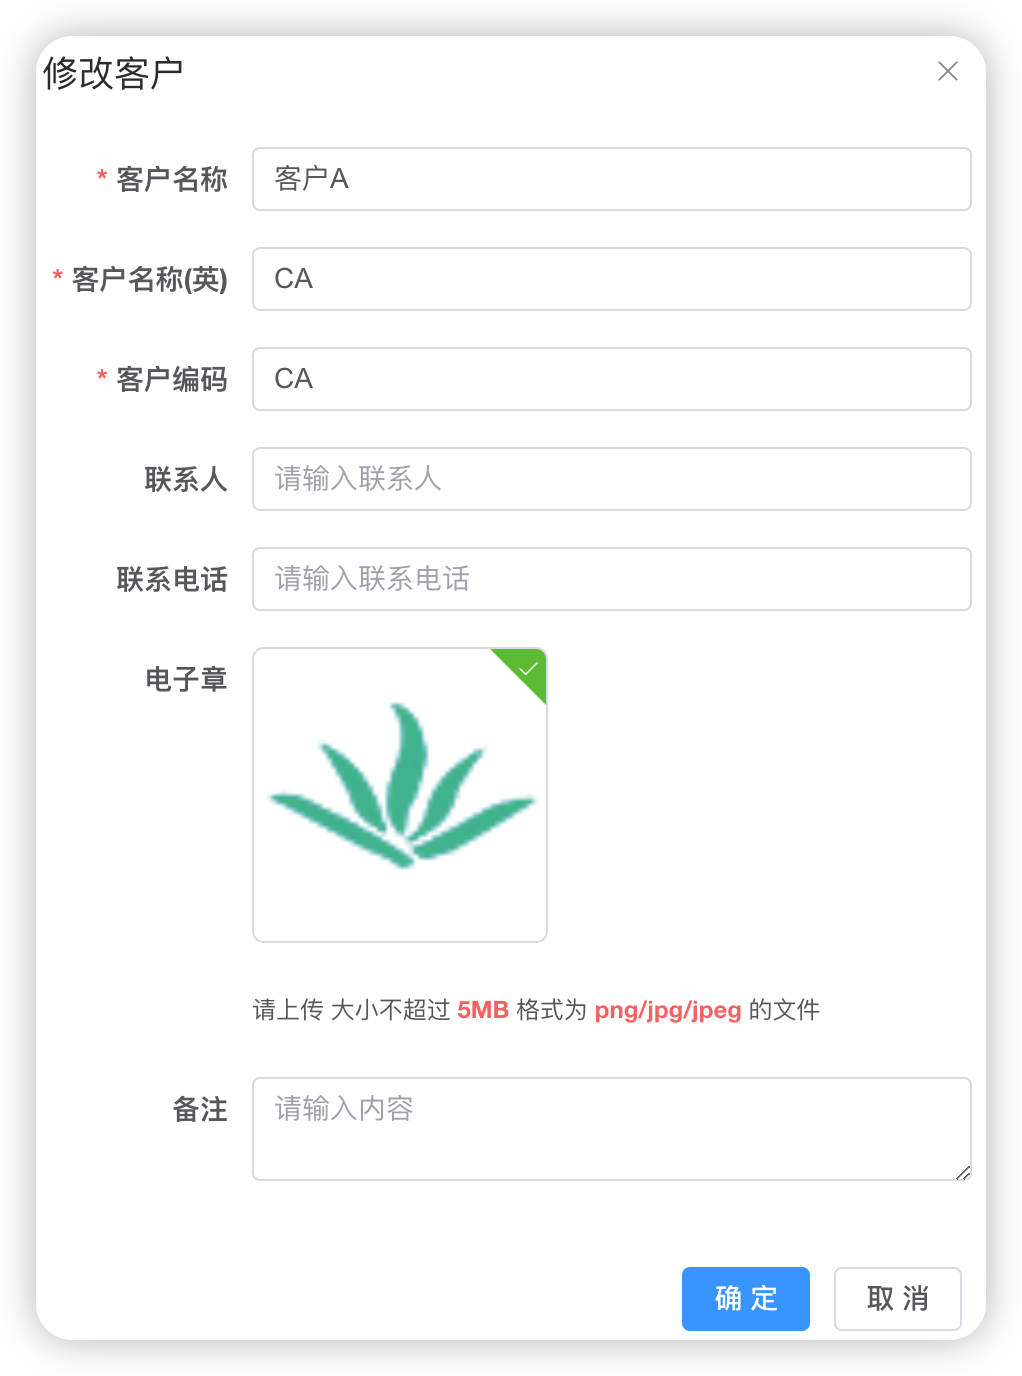 修改客户
* 客户名称 客户A
* 客户名称(英) CA
* 客户编码 CA
联系人 请输入联系人
联系电话 请输入联系电话
电子章
请上传 大小不超过 5MB 格式为 png/jpg/jpeg 的文件
备注 请输入内容
确 定 取 消